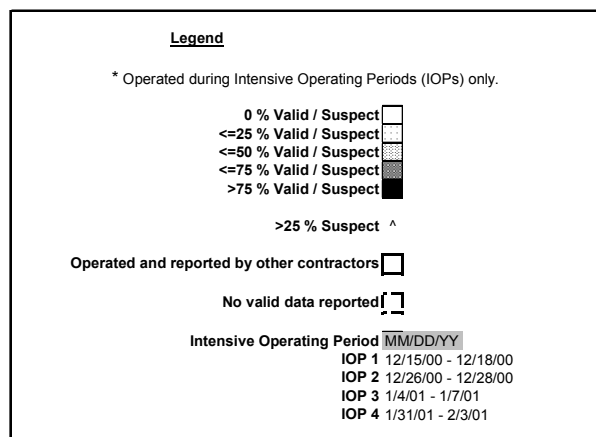 Legend
* Operated during Intensive Operating Periods (IOPs) only.
0 % Valid / Suspect
<=25 % Valid / Suspect
<=50 % Valid / Suspect
<=75 % Valid / Suspect
>75 % Valid / Suspect
>25 % Suspect ^
Operated and reported by other contractors
No valid data reported
Intensive Operating Period MM/DD/YY
IOP 1 12/15/00 - 12/18/00
IOP 2 12/26/00 - 12/28/00
IOP 3 1/4/01 - 1/7/01
IOP 4 1/31/01 - 2/3/01